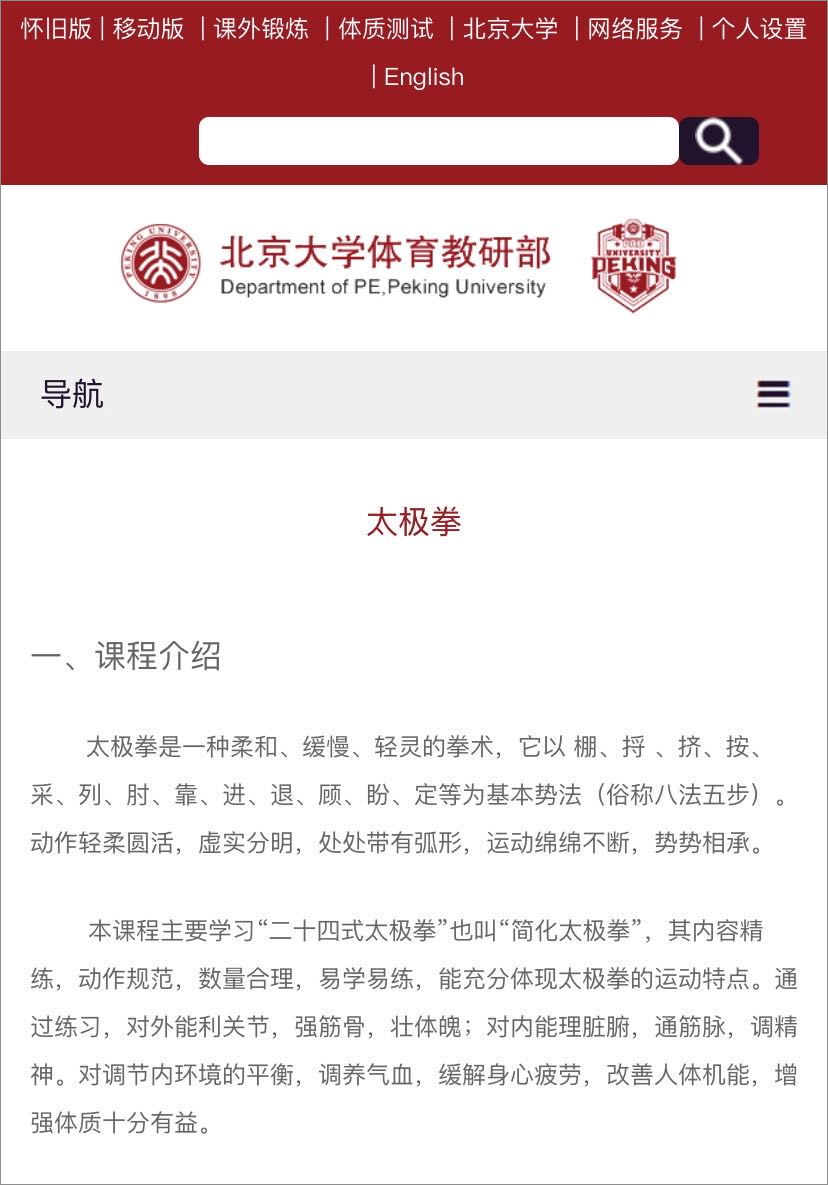 怀旧版 | 移动版 | 课外锻炼 | 体质测试 | 北京大学 | 网络服务 | 个人设置
| English
PEKING UNIVERSITY
1898
北京大学体育教研部
Department of PE,Peking University
UNIVERSITY
PEKING
导航
太极拳
一、课程介绍
太极拳是一种柔和、缓慢、轻灵的拳术，它以 棚、捋 、挤、按、
采、列、肘、靠、进、退、顾、盼、定等为基本势法（俗称八法五步）。
动作轻柔圆活，虚实分明，处处带有弧形，运动绵绵不断，势势相承。
本课程主要学习“二十四式太极拳”也叫“简化太极拳”，其内容精
练，动作规范，数量合理，易学易练，能充分体现太极拳的运动特点。通
过练习，对外能利关节，强筋骨，壮体魄；对内能理脏腑，通筋脉，调精
神。对调节内环境的平衡，调养气血，缓解身心疲劳，改善人体机能，增
强体质十分有益。